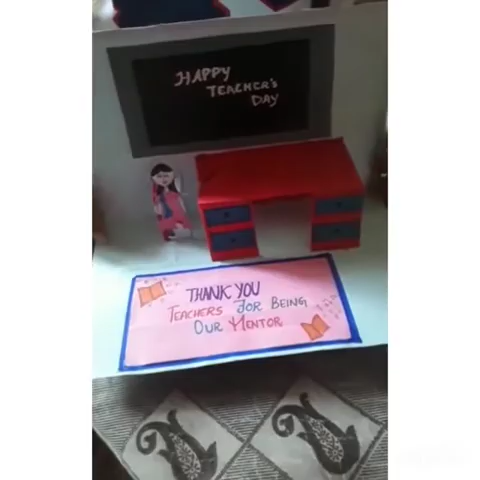 HAPPY
TEACHER'S
DAY
THANK YOU
TEACHERS FOR BEING
OUR MENTOR